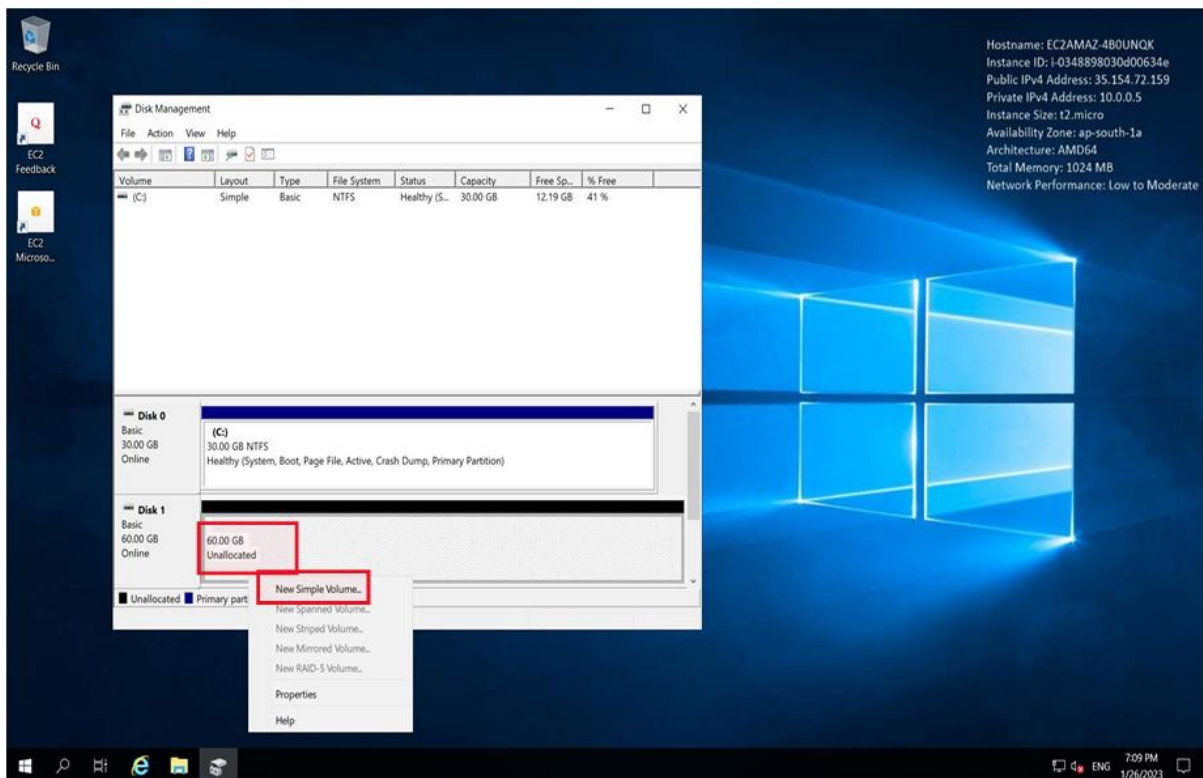 Recycle Bin
EC2
Feedback
EC2
Microso...
Hostname: EC2AMAZ-4B0UNQK
Instance ID: i-0348898030d00634e
Public IPv4 Address: 35.154.72.159
Private IPv4 Address: 10.0.0.5
Instance Size: t2.micro
Availability Zone: ap-south-1a
Architecture: AMD64
Total Memory: 1024 MB
Network Performance: Low to Moderate
Disk Management
File Action View Help
Volume Layout Type File System Status Capacity Free Sp... % Free
(C:) Simple Basic NTFS Healthy (S... 30.00 GB 12.19 GB 41 %
Disk 0
Basic
30.00 GB
Online
(C:)
30.00 GB NTFS
Healthy (System, Boot, Page File, Active, Crash Dump, Primary Partition)
Disk 1
Basic
60.00 GB
Online
60.00 GB
Unallocated
Unallocated Primary part
New Simple Volume...
New Spanned Volume...
New Striped Volume...
New Mirrored Volume...
New RAID-5 Volume...
Properties
Help
ENG
7:09 PM
1/26/2023